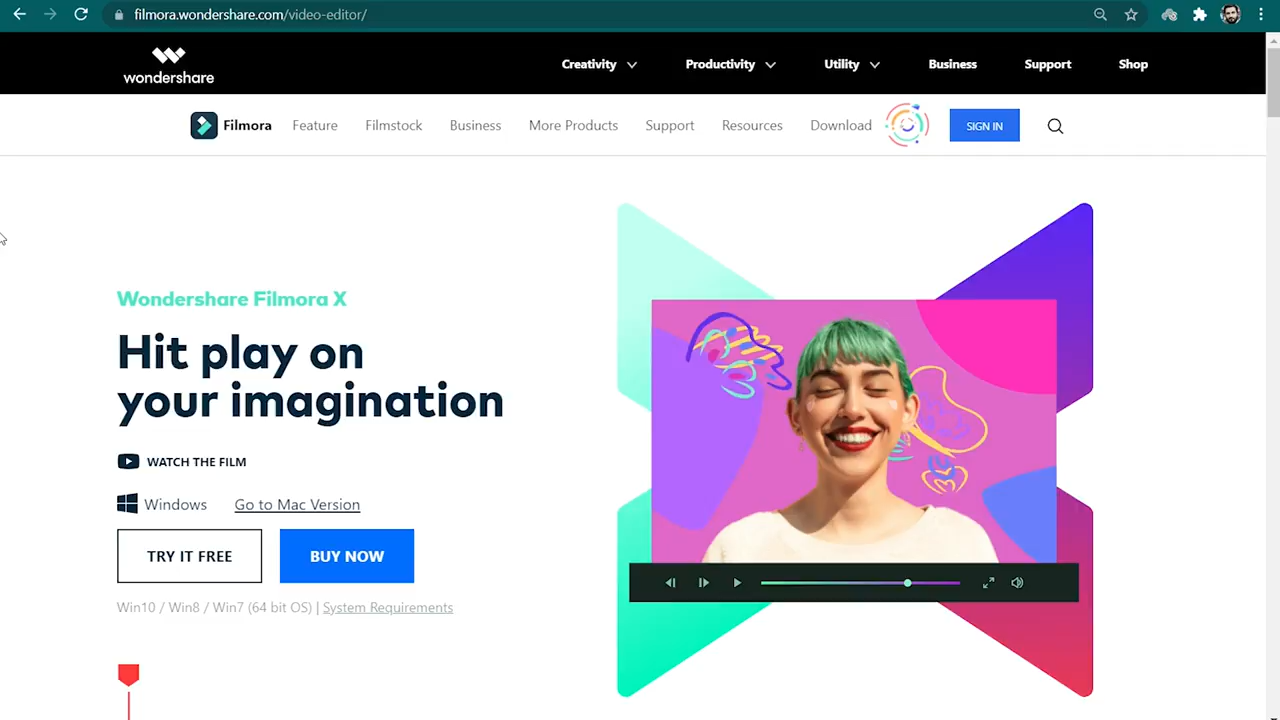 filmora.wondershare.com/video-editor/
wondershare
Creativity Productivity Utility Business Support Shop
Filmora Feature Filmstock Business More Products Support Resources Download SIGN IN
Wondershare Filmora X
Hit play on
your imagination
WATCH THE FILM
Windows Go to Mac Version
TRY IT FREE BUY NOW
Win10 / Win8 / Win7 (64 bit OS) | System Requirements